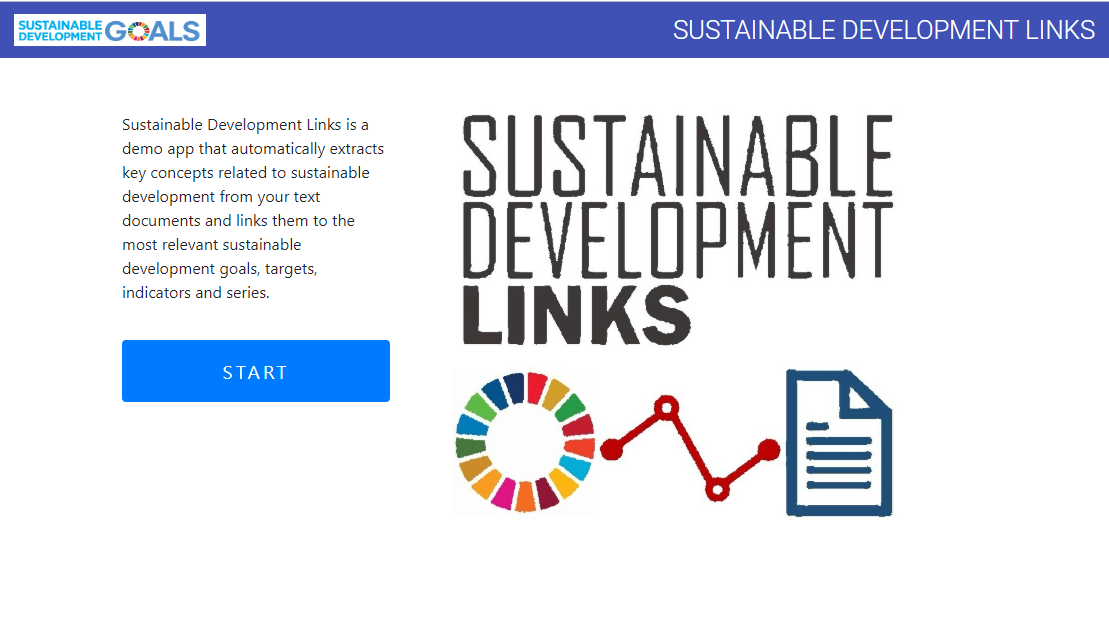 SUSTAINABLE
DEVELOPMENT GOALS
SUSTAINABLE DEVELOPMENT LINKS
Sustainable Development Links is a
demo app that automatically extracts
key concepts related to sustainable
development from your text
documents and links them to the
most relevant sustainable
development goals, targets,
indicators and series.
START
SUSTAINABLE
DEVELOPMENT
LINKS